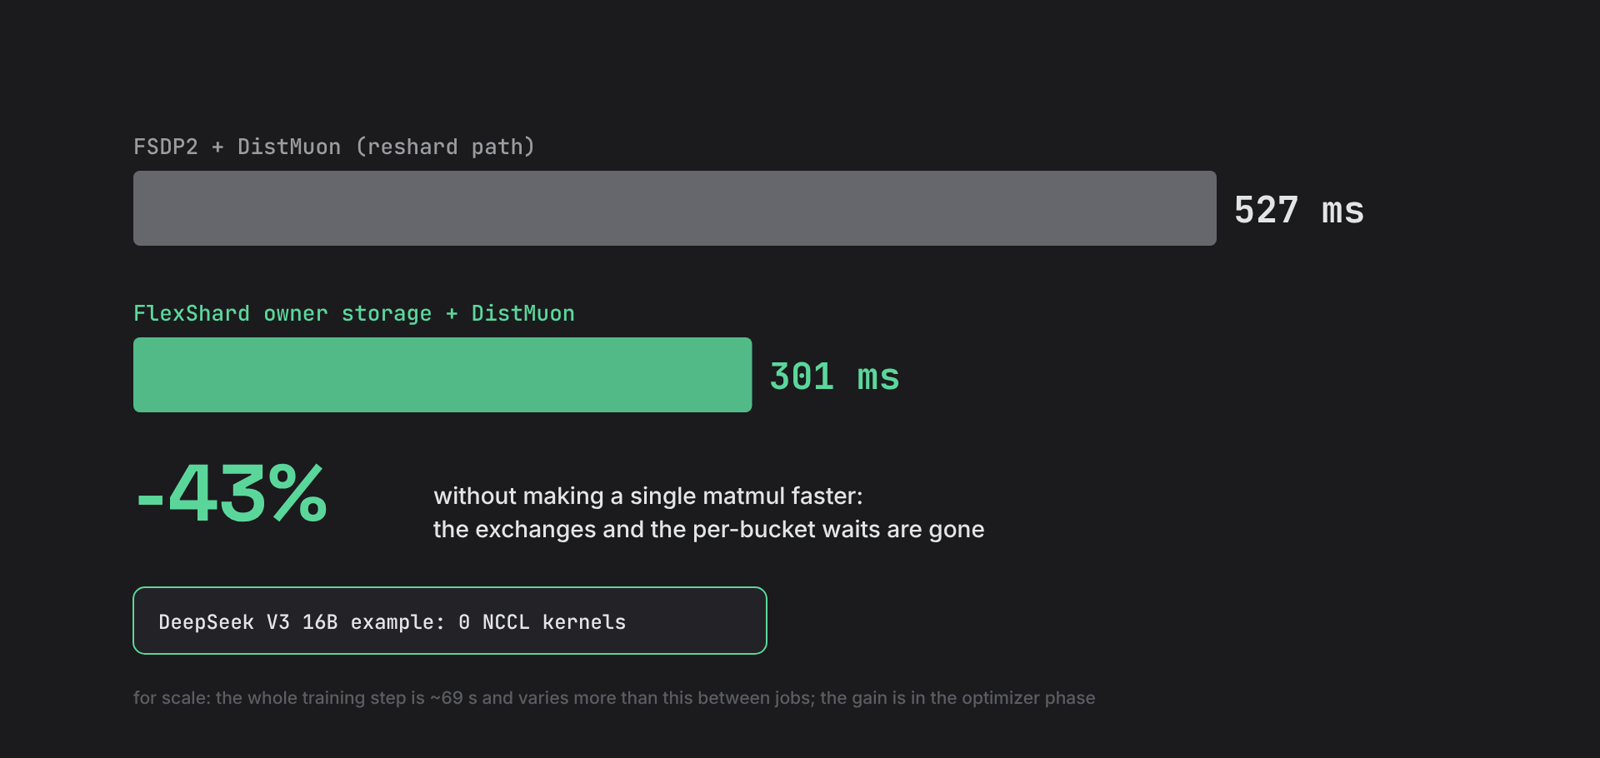 FSDP2 + DistMuon (reshard path)
527 ms
FlexShard owner storage + DistMuon
301 ms
-43%
without making a single matmul faster:
the exchanges and the per-bucket waits are gone
DeepSeek V3 16B example: 0 NCCL kernels
for scale: the whole training step is ~69 s and varies more than this between jobs; the gain is in the optimizer phase